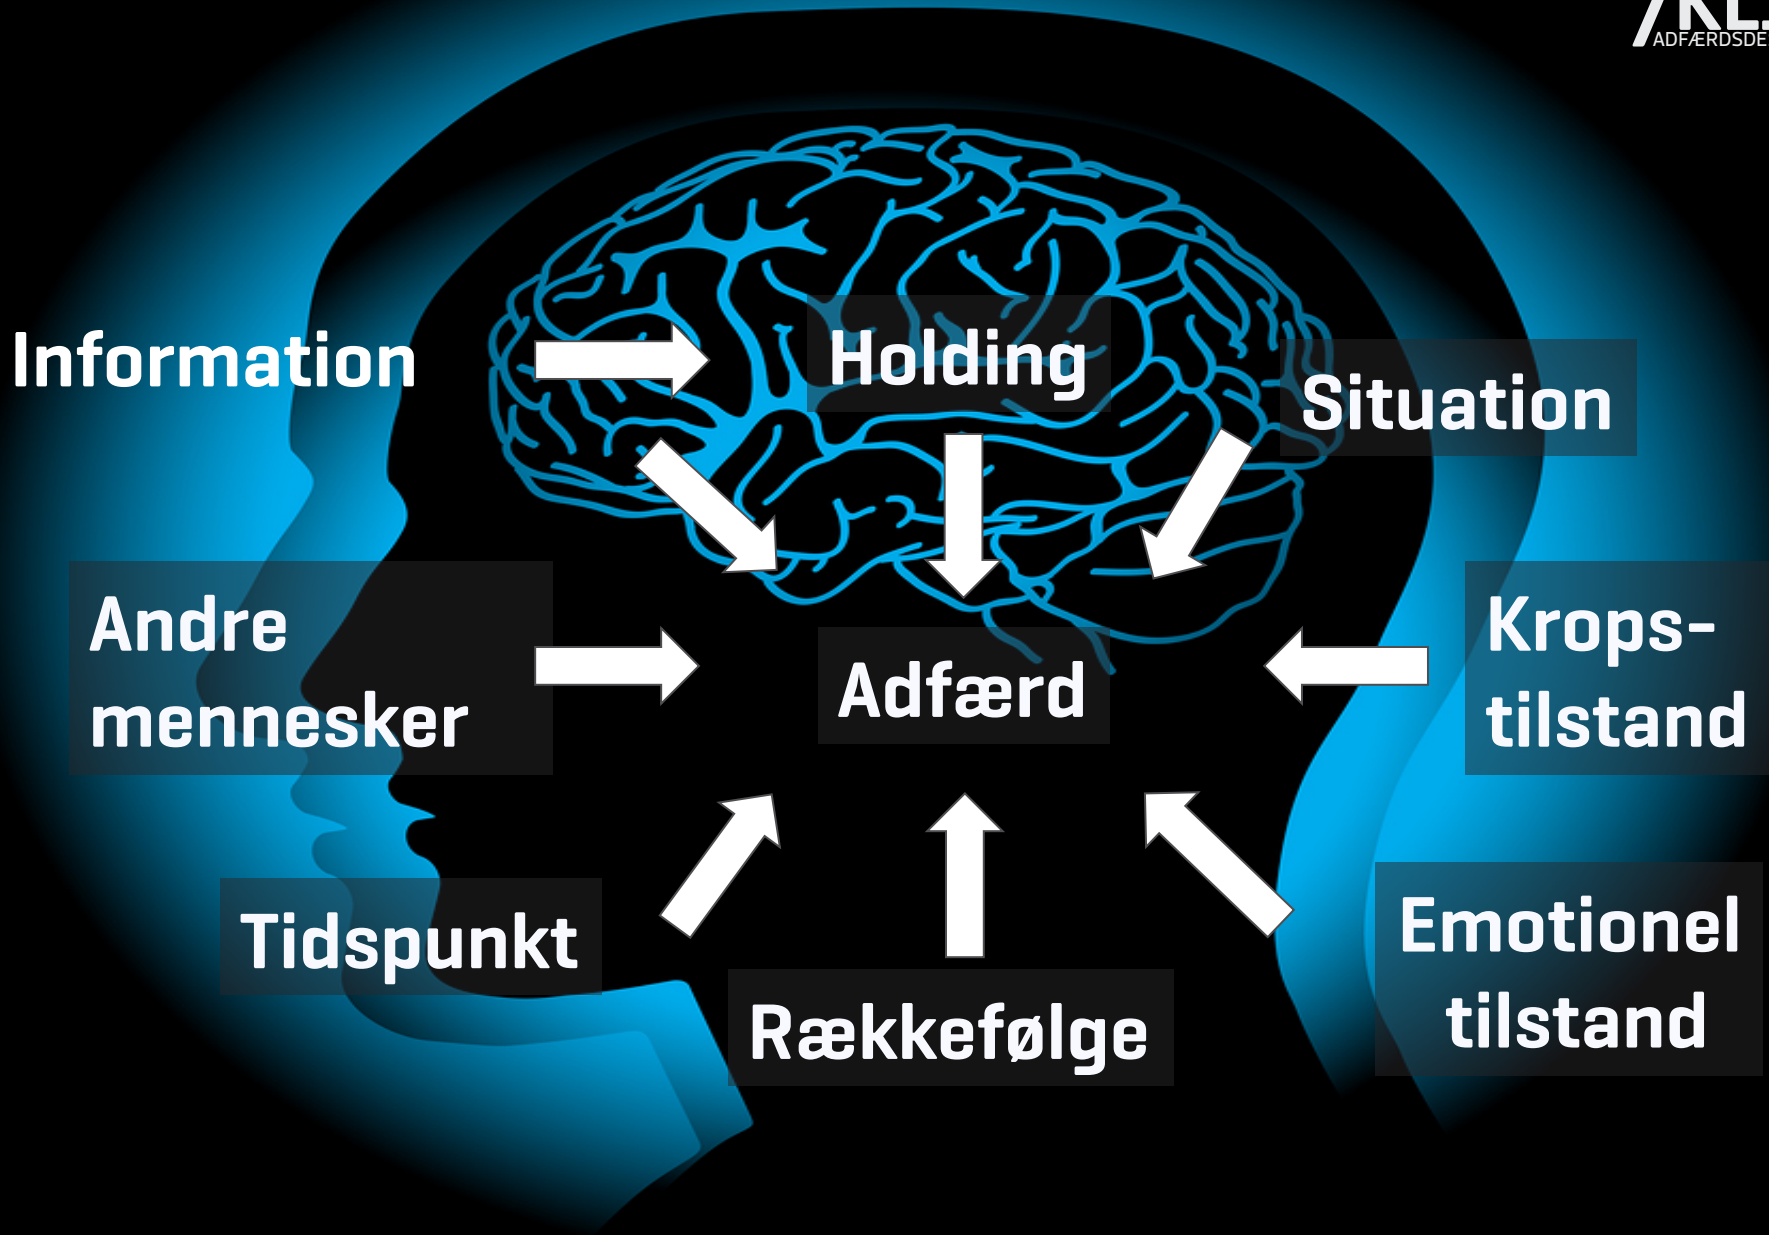 ADFÆRDSDE
Information
Holding
Situation
Andre
mennesker
Adfærd
Krops-
tilstand
Tidspunkt
Rækkefølge
Emotionel
tilstand